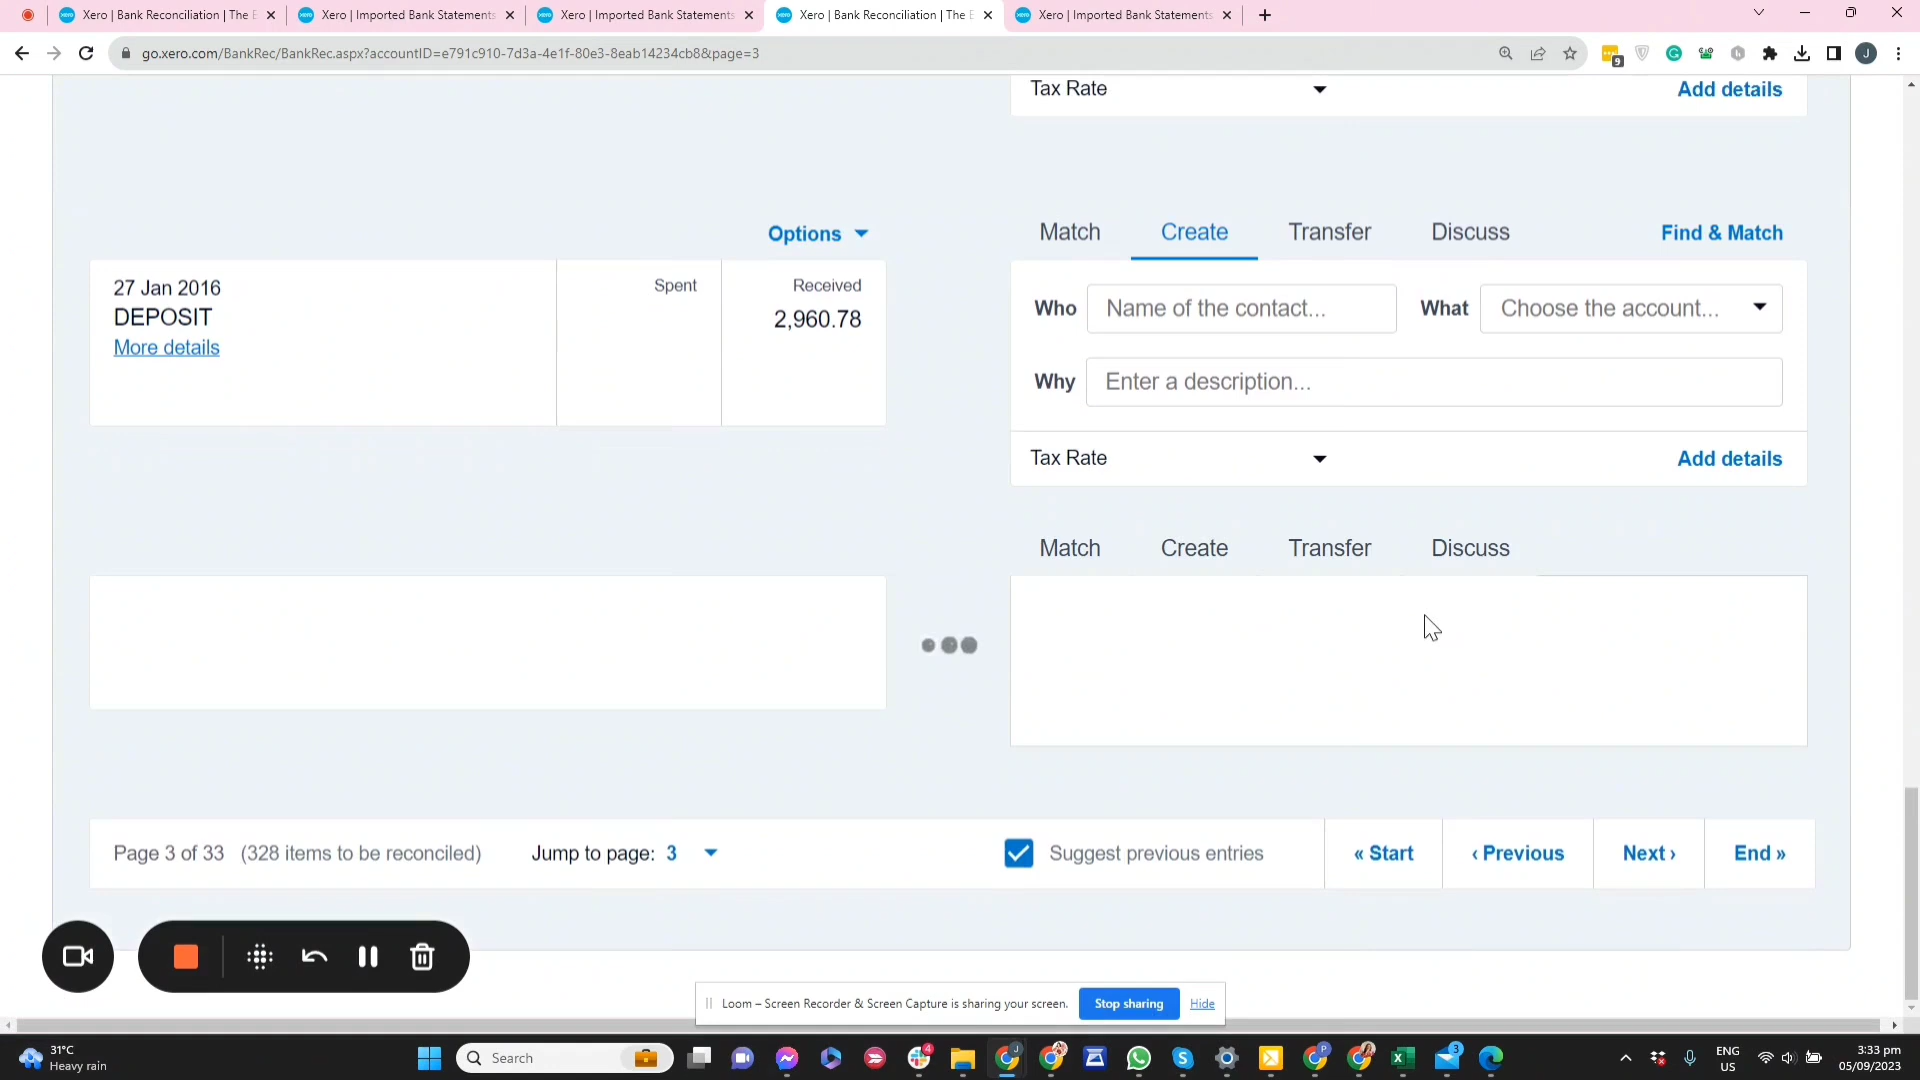 Xero | Bank Reconciliation | The E
Xero | Imported Bank Statements
Xero | Imported Bank Statements
Xero | Bank Reconciliation | The E
Xero | Imported Bank Statements
go.xero.com/BankRec/BankRec.aspx?accountID=e791c910-7d3a-4e1f-80e3-8eab14234cb8&page=3
9
J
Tax Rate
Add details
Options
Match Create Transfer Discuss Find & Match
27 Jan 2016
DEPOSIT
More details
Spent
Received
2,960.78
Who Name of the contact... What Choose the account...
Why Enter a description...
Tax Rate Add details
Match Create Transfer Discuss
Page 3 of 33 (328 items to be reconciled) Jump to page: 3 Suggest previous entries « Start ‹ Previous Next › End »
Loom – Screen Recorder & Screen Capture is sharing your screen. Stop sharing Hide
31°C
Heavy rain
Search
4
J
P
3
ENG
US
3:33 pm
05/09/2023